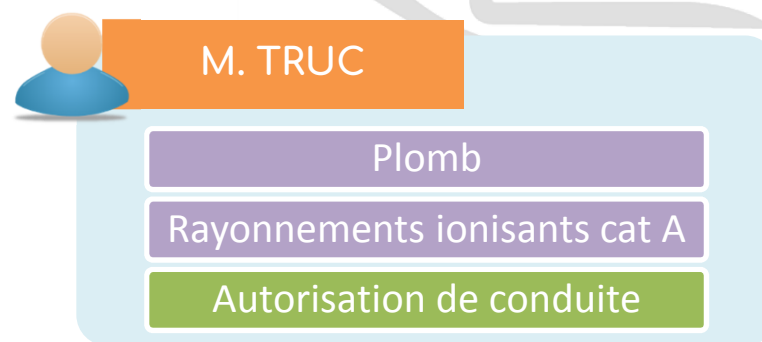 M. TRUC
Plomb
Rayonnements ionisants cat A
Autorisation de conduite